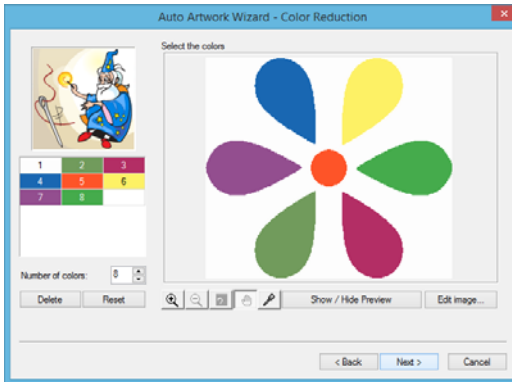 Auto Artwork Wizard - Color Reduction
Select the colors
1 2 3
4 5 6
7 8
Number of colors: 8
Delete Reset
Show / Hide Preview Edit image...
< Back Next > Cancel